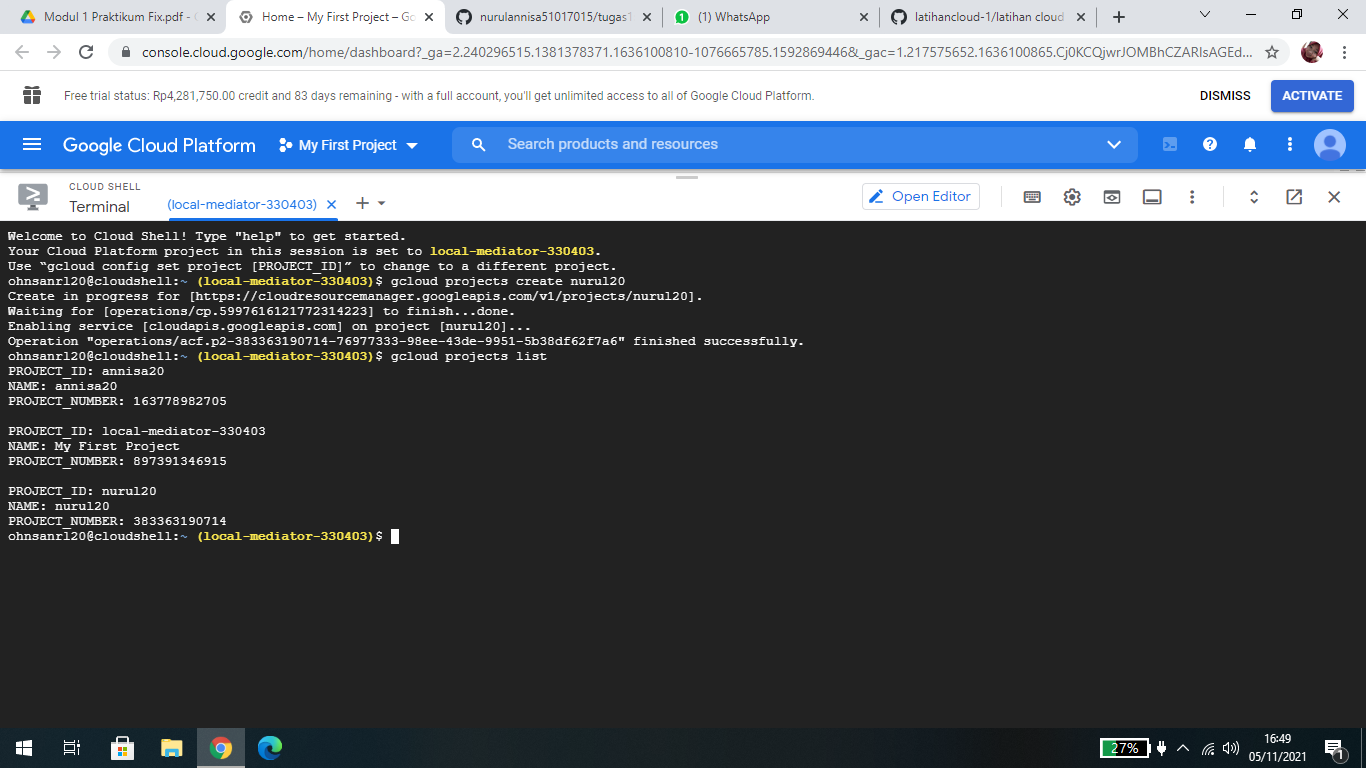 Modul 1 Praktikum Fix.pdf -
Home – My First Project – Go
nurulannisa51017015/tugas1
(1) WhatsApp
latihancloud-1/latihan cloud
console.cloud.google.com/home/dashboard?_ga=2.240296515.1381378371.1636100810-1076665785.1592869446&_gac=1.217575652.1636100865.Cj0KCQjwrJOMBhCZARIsAGEd...
Free trial status: Rp4,281,750.00 credit and 83 days remaining - with a full account, you'll get unlimited access to all of Google Cloud Platform.
DISMISS
ACTIVATE
Google Cloud Platform
My First Project
Search products and resources
CLOUD SHELL
Terminal
(local-mediator-330403)
Open Editor
Welcome to Cloud Shell! Type "help" to get started.
Your Cloud Platform project in this session is set to local-mediator-330403.
Use “gcloud config set project [PROJECT_ID]” to change to a different project.
ohnsanrl20@cloudshell:~ (local-mediator-330403)$ gcloud projects create nurul20
Create in progress for [https://cloudresourcemanager.googleapis.com/v1/projects/nurul20].
Waiting for [operations/cp.5997616121772314223] to finish...done.
Enabling service [cloudapis.googleapis.com] on project [nurul20]...
Operation "operations/acf.p2-383363190714-76977333-98ee-43de-9951-5b38df62f7a6" finished successfully.
ohnsanrl20@cloudshell:~ (local-mediator-330403)$ gcloud projects list
PROJECT_ID: annisa20
NAME: annisa20
PROJECT_NUMBER: 163778982705
PROJECT_ID: local-mediator-330403
NAME: My First Project
PROJECT_NUMBER: 897391346915
PROJECT_ID: nurul20
NAME: nurul20
PROJECT_NUMBER: 383363190714
ohnsanrl20@cloudshell:~ (local-mediator-330403)$
27%
16:49
05/11/2021
1